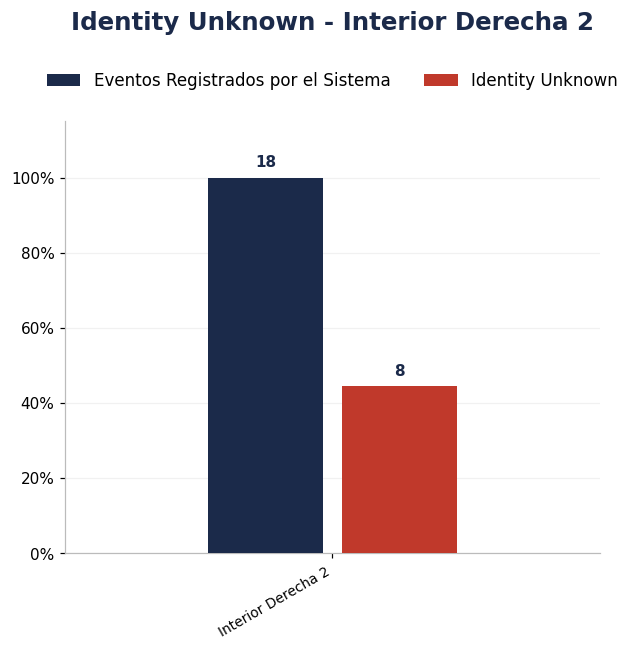 Identity Unknown - Interior Derecha 2
Eventos Registrados por el Sistema Identity Unknown
18
100%
80%
60%
8
40%
20%
0%
Interior Derecha 2